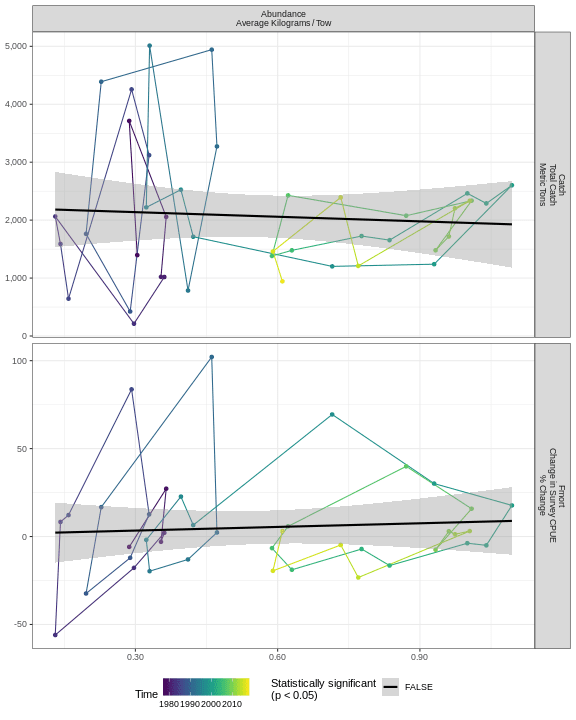 Abundance
Average Kilograms / Tow
5,000
4,000
3,000
2,000
1,000
0
Catch
Total Catch
Metric Tons
100
50
0
-50
Fmort
Change in Survey CPUE
% Change
0.30
0.60
0.90
Time
1980 1990 2000 2010
Statistically significant
(p < 0.05)
FALSE